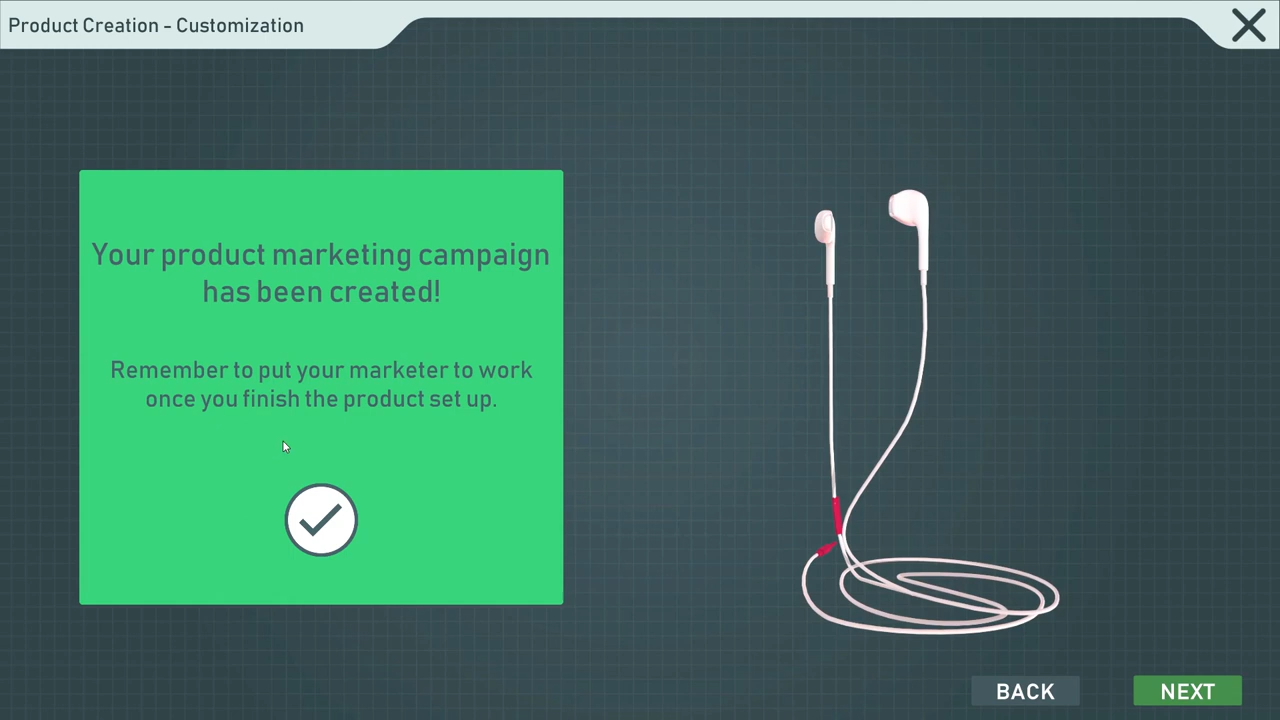 Product Creation - Customization
Your product marketing campaign
has been created!
Remember to put your marketer to work
once you finish the product set up.
BACK
NEXT